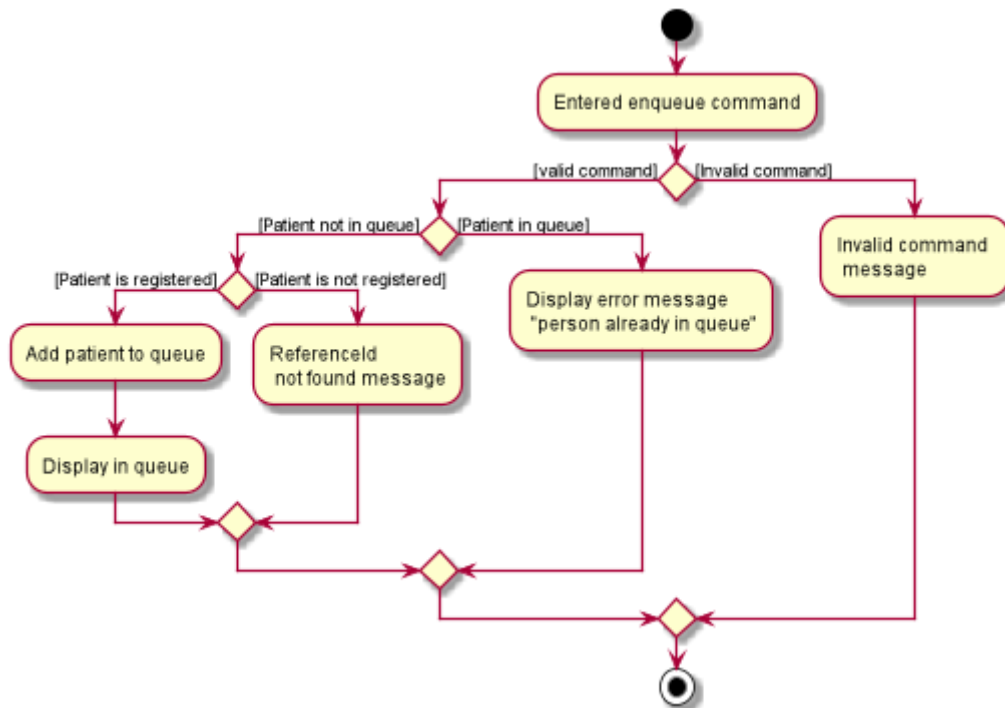 Entered enqueue command
[valid command]
[Invalid command]
[Patient not in queue]
[Patient in queue]
Invalid command
message
[Patient is registered]
[Patient is not registered]
Display error message
"person already in queue"
Add patient to queue
ReferenceId
not found message
Display in queue